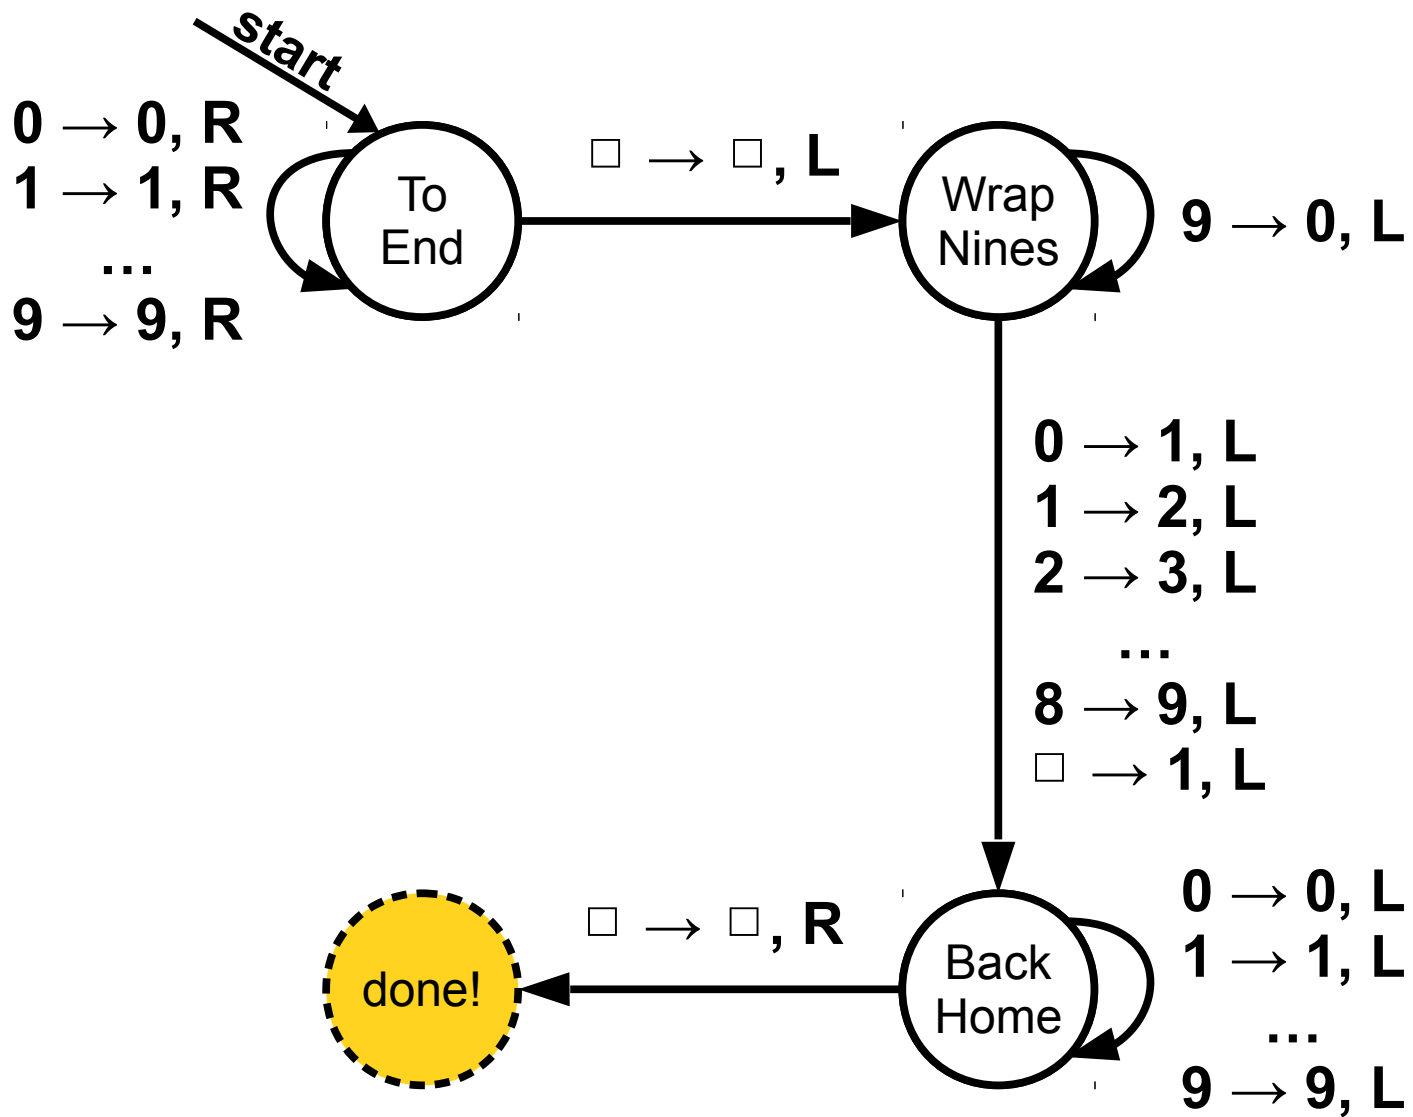 start
0 → 0, R
1 → 1, R
...
9 → 9, R
To
End
□ → □, L
Wrap
Nines
9 → 0, L
0 → 1, L
1 → 2, L
2 → 3, L
...
8 → 9, L
□ → 1, L
done!
□ → □, R
Back
Home
0 → 0, L
1 → 1, L
...
9 → 9, L